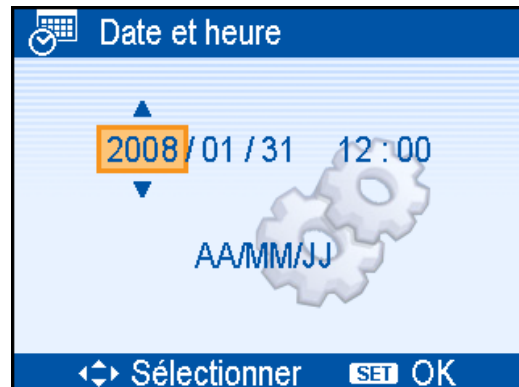 Date et heure
2008 / 01 / 31 12 : 00
AA/MM/JJ
Sélectionner SET OK